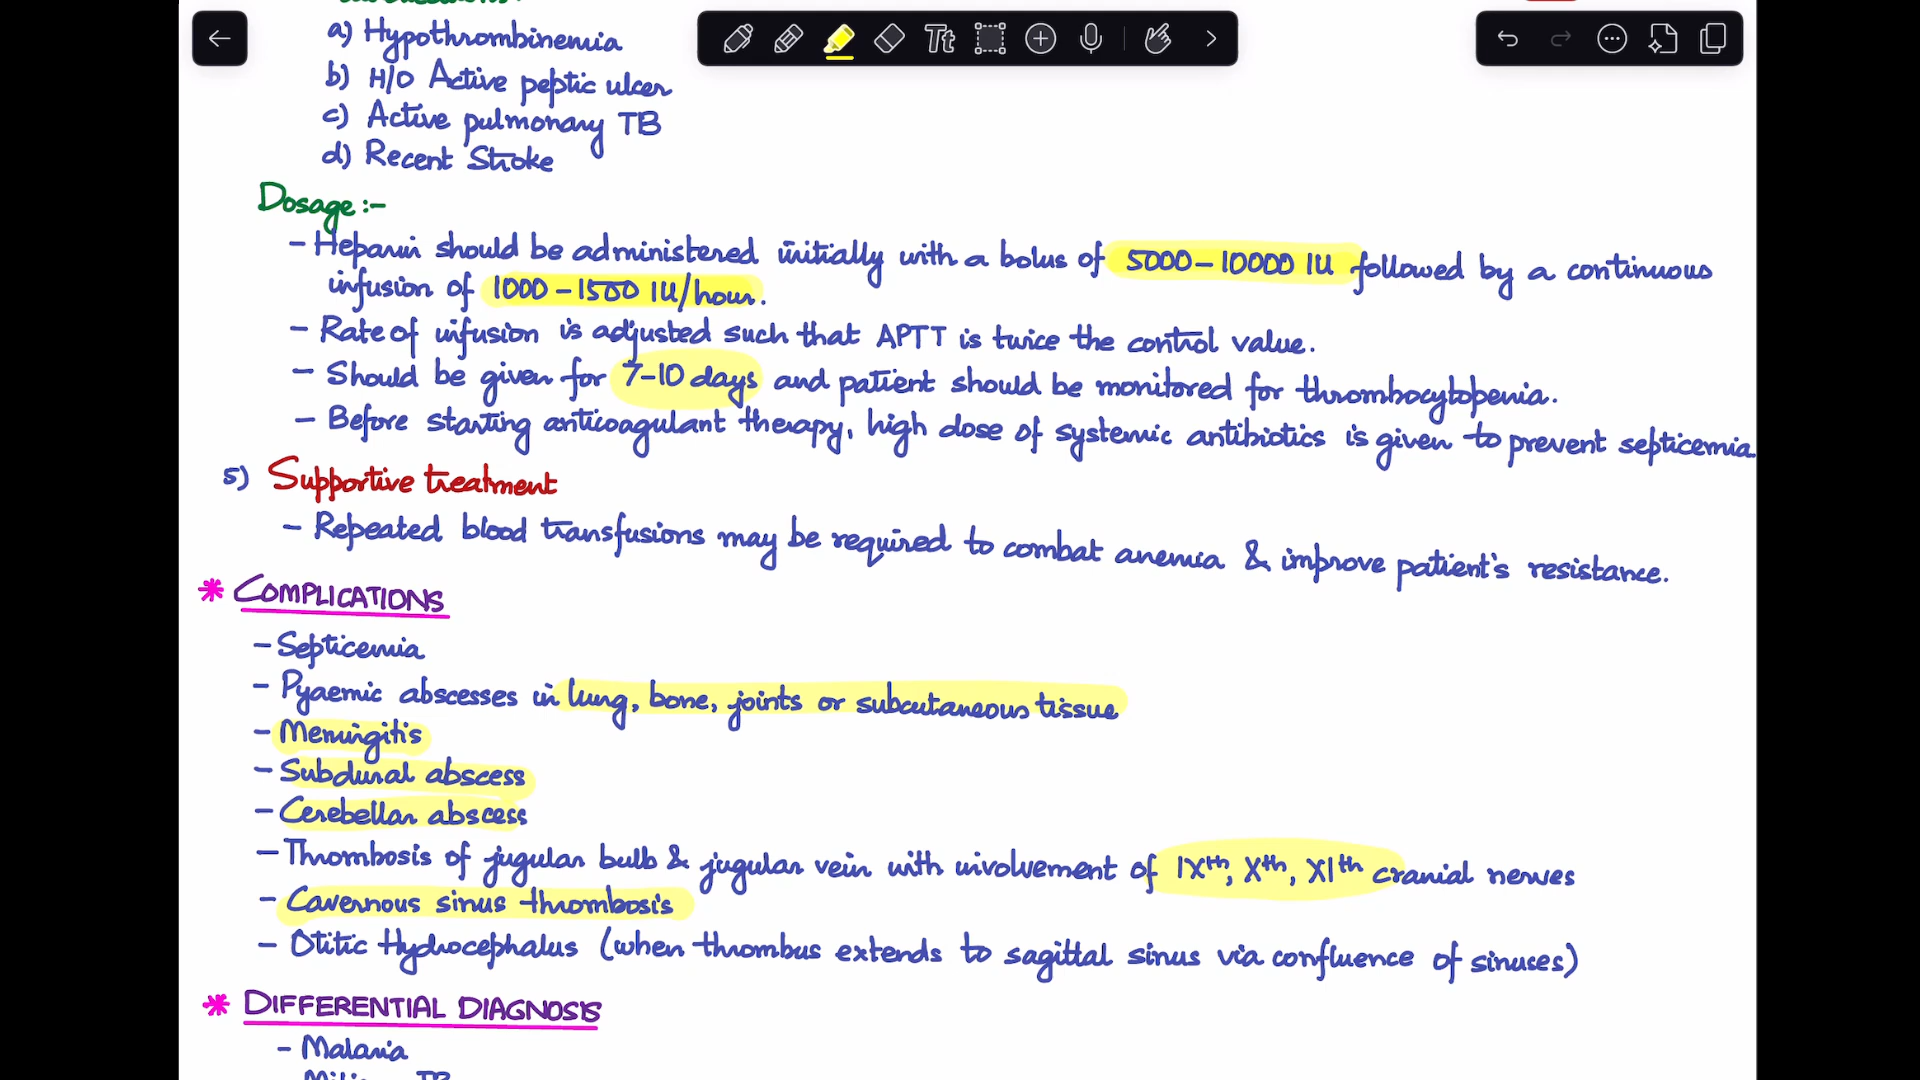 a) Hypothrombinemia
b) H/O Active peptic ulcer
c) Active pulmonary TB
d) Recent Stroke
Dosage :-
- Heparin should be administered initially with a bolus of 5000-10000 IU followed by a continuous
infusion of 1000-1500 IU/hour.
- Rate of infusion is adjusted such that APTT is twice the control value.
- Should be given for 7-10 days and patient should be monitored for thrombocytopenia.
- Before starting anticoagulant therapy, high dose of systemic antibiotics is given to prevent septicemia
5) Supportive treatment
- Repeated blood transfusions may be required to combat anemia & improve patient's resistance.
* COMPLICATIONS
- Septicemia
- Pyaemic abscesses in lung, bone, joints or subcutaneous tissue
- Meningitis
- Subdural abscess
- Cerebellar abscess
- Thrombosis of jugular bulb & jugular vein with involvement of IXth, Xth, XIth cranial nerves
- Cavernous sinus thrombosis
- Otitic Hydrocephalus (when thrombus extends to sagittal sinus via confluence of sinuses)
* DIFFERENTIAL DIAGNOSIS
- Malaria